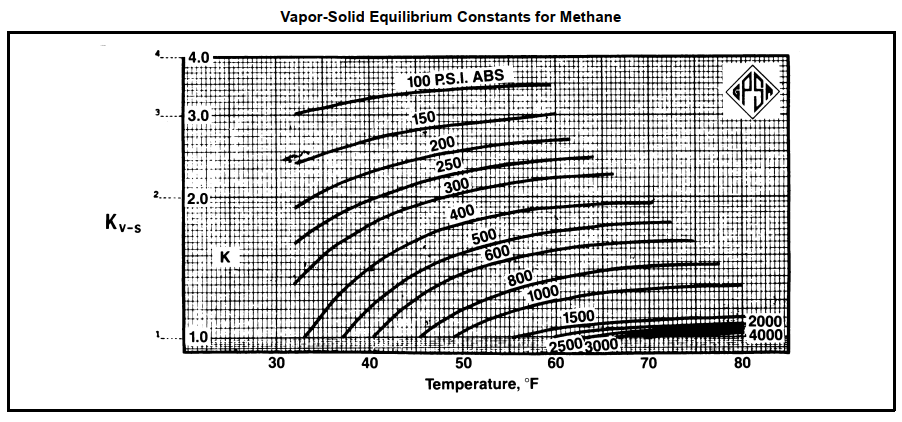 Vapor-Solid Equilibrium Constants for Methane
4 4.0
100 P.S.I. ABS
GPSA
3 3.0
150
200
250
2 2.0
300
400
Kv-s
500
600
K
800
1000
1500
1 1.0
2000
2500 3000 4000
30 40 50 60 70 80
Temperature, °F